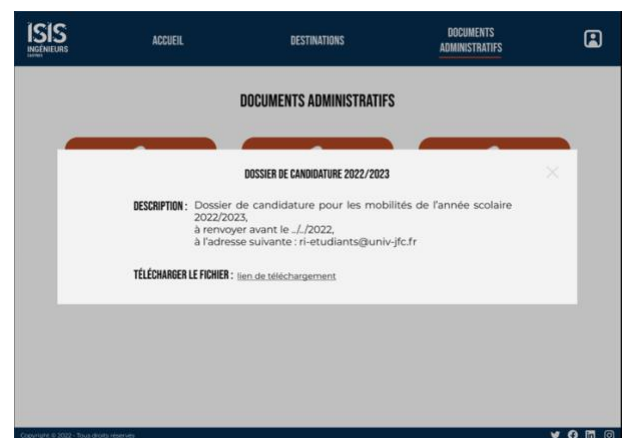 ISIS
INGÉNIEURS
ACCUEIL
DESTINATIONS
DOCUMENTS
ADMINISTRATIFS
DOCUMENTS ADMINISTRATIFS
DOSSIER DE CANDIDATURE 2022/2023
DESCRIPTION : Dossier de candidature pour les mobilités de l'année scolaire
2022/2023,
à renvoyer avant le ../../2022,
à l'adresse suivante : ri-etudiants@univ-jfc.fr
TÉLÉCHARGER LE FICHIER : lien de téléchargement
Copyright © 2022 - Tous droits réservés